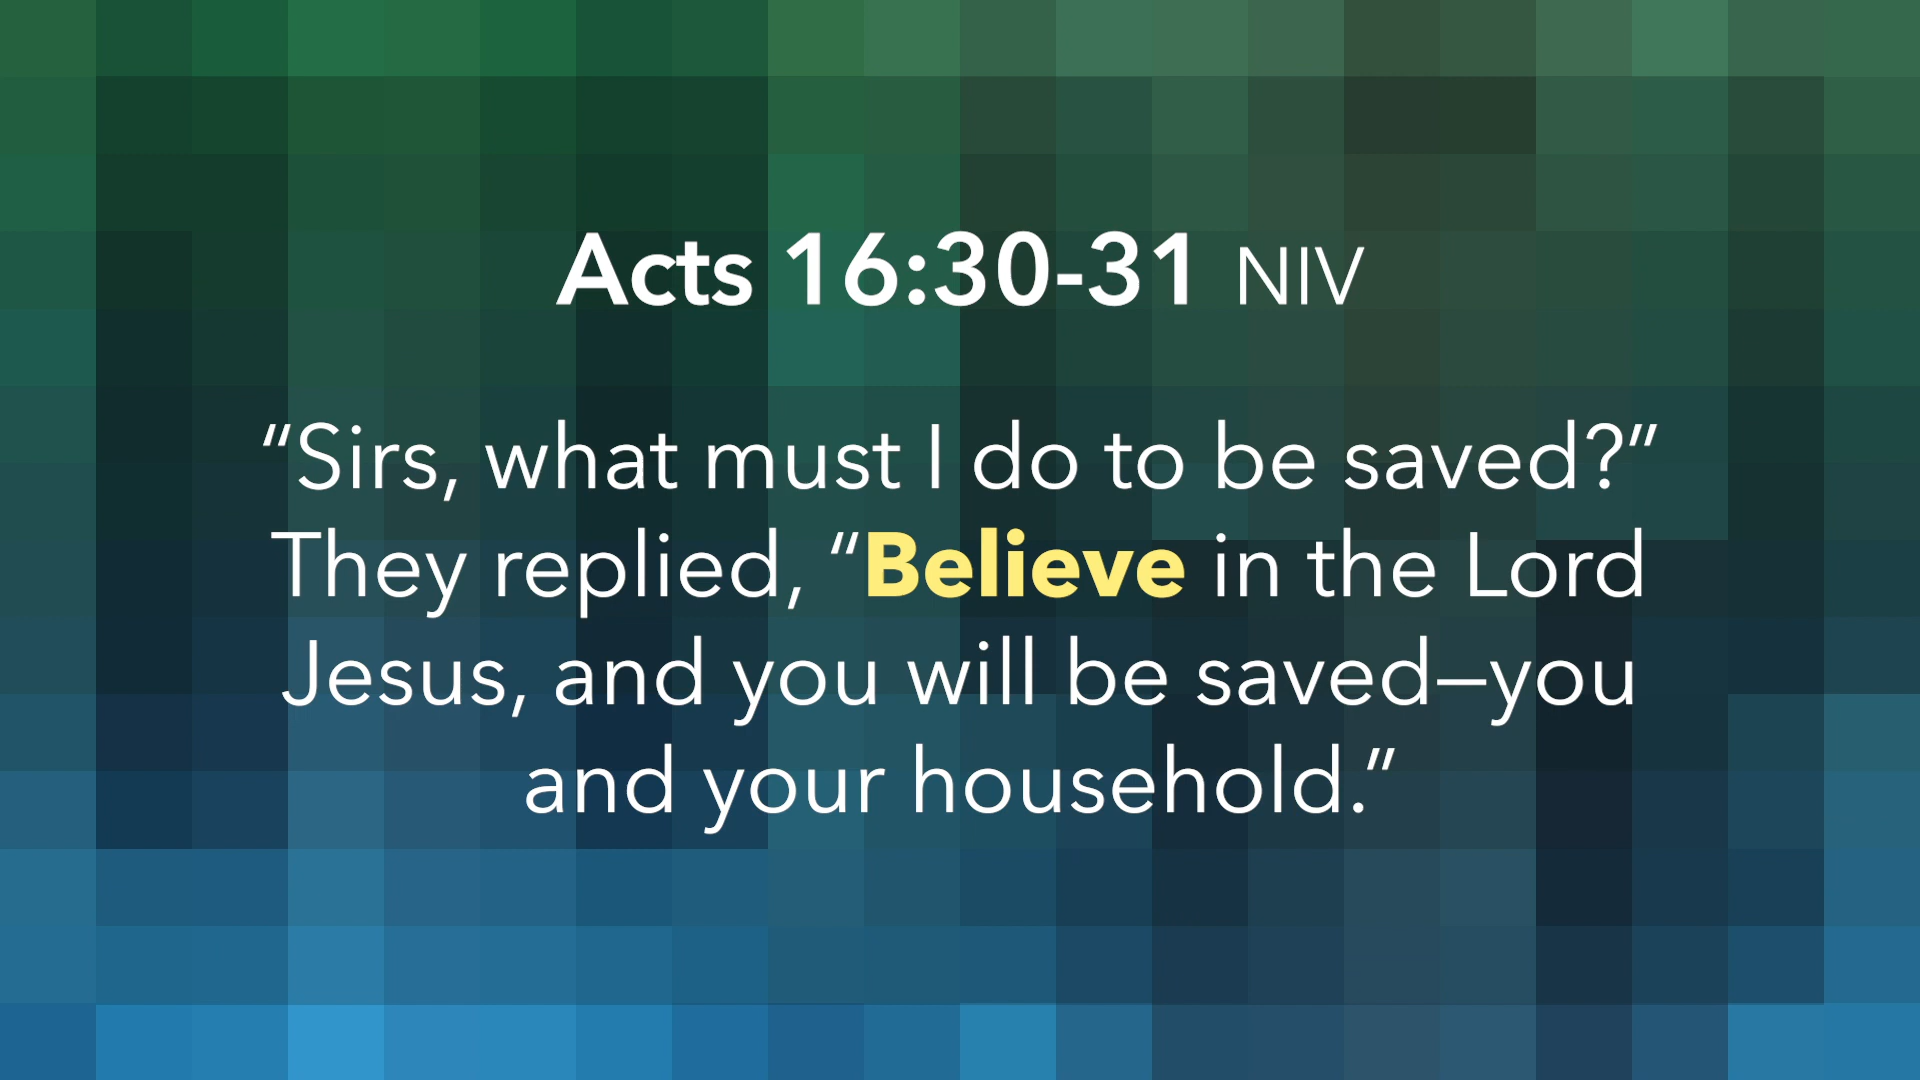 Acts 16:30-31 NIV
“Sirs, what must I do to be saved?”
They replied, “Believe in the Lord
Jesus, and you will be saved—you
and your household.”